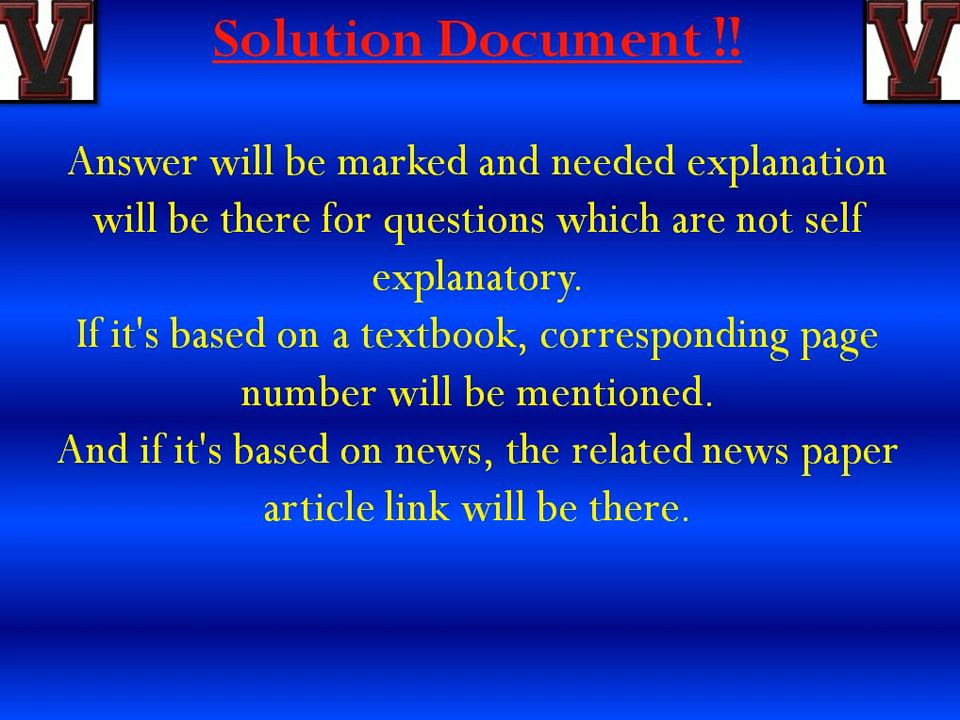 V
V
Solution Document !!
Answer will be marked and needed explanation
will be there for questions which are not self
explanatory.
If it's based on a textbook, corresponding page
number will be mentioned.
And if it's based on news, the related news paper
article link will be there.